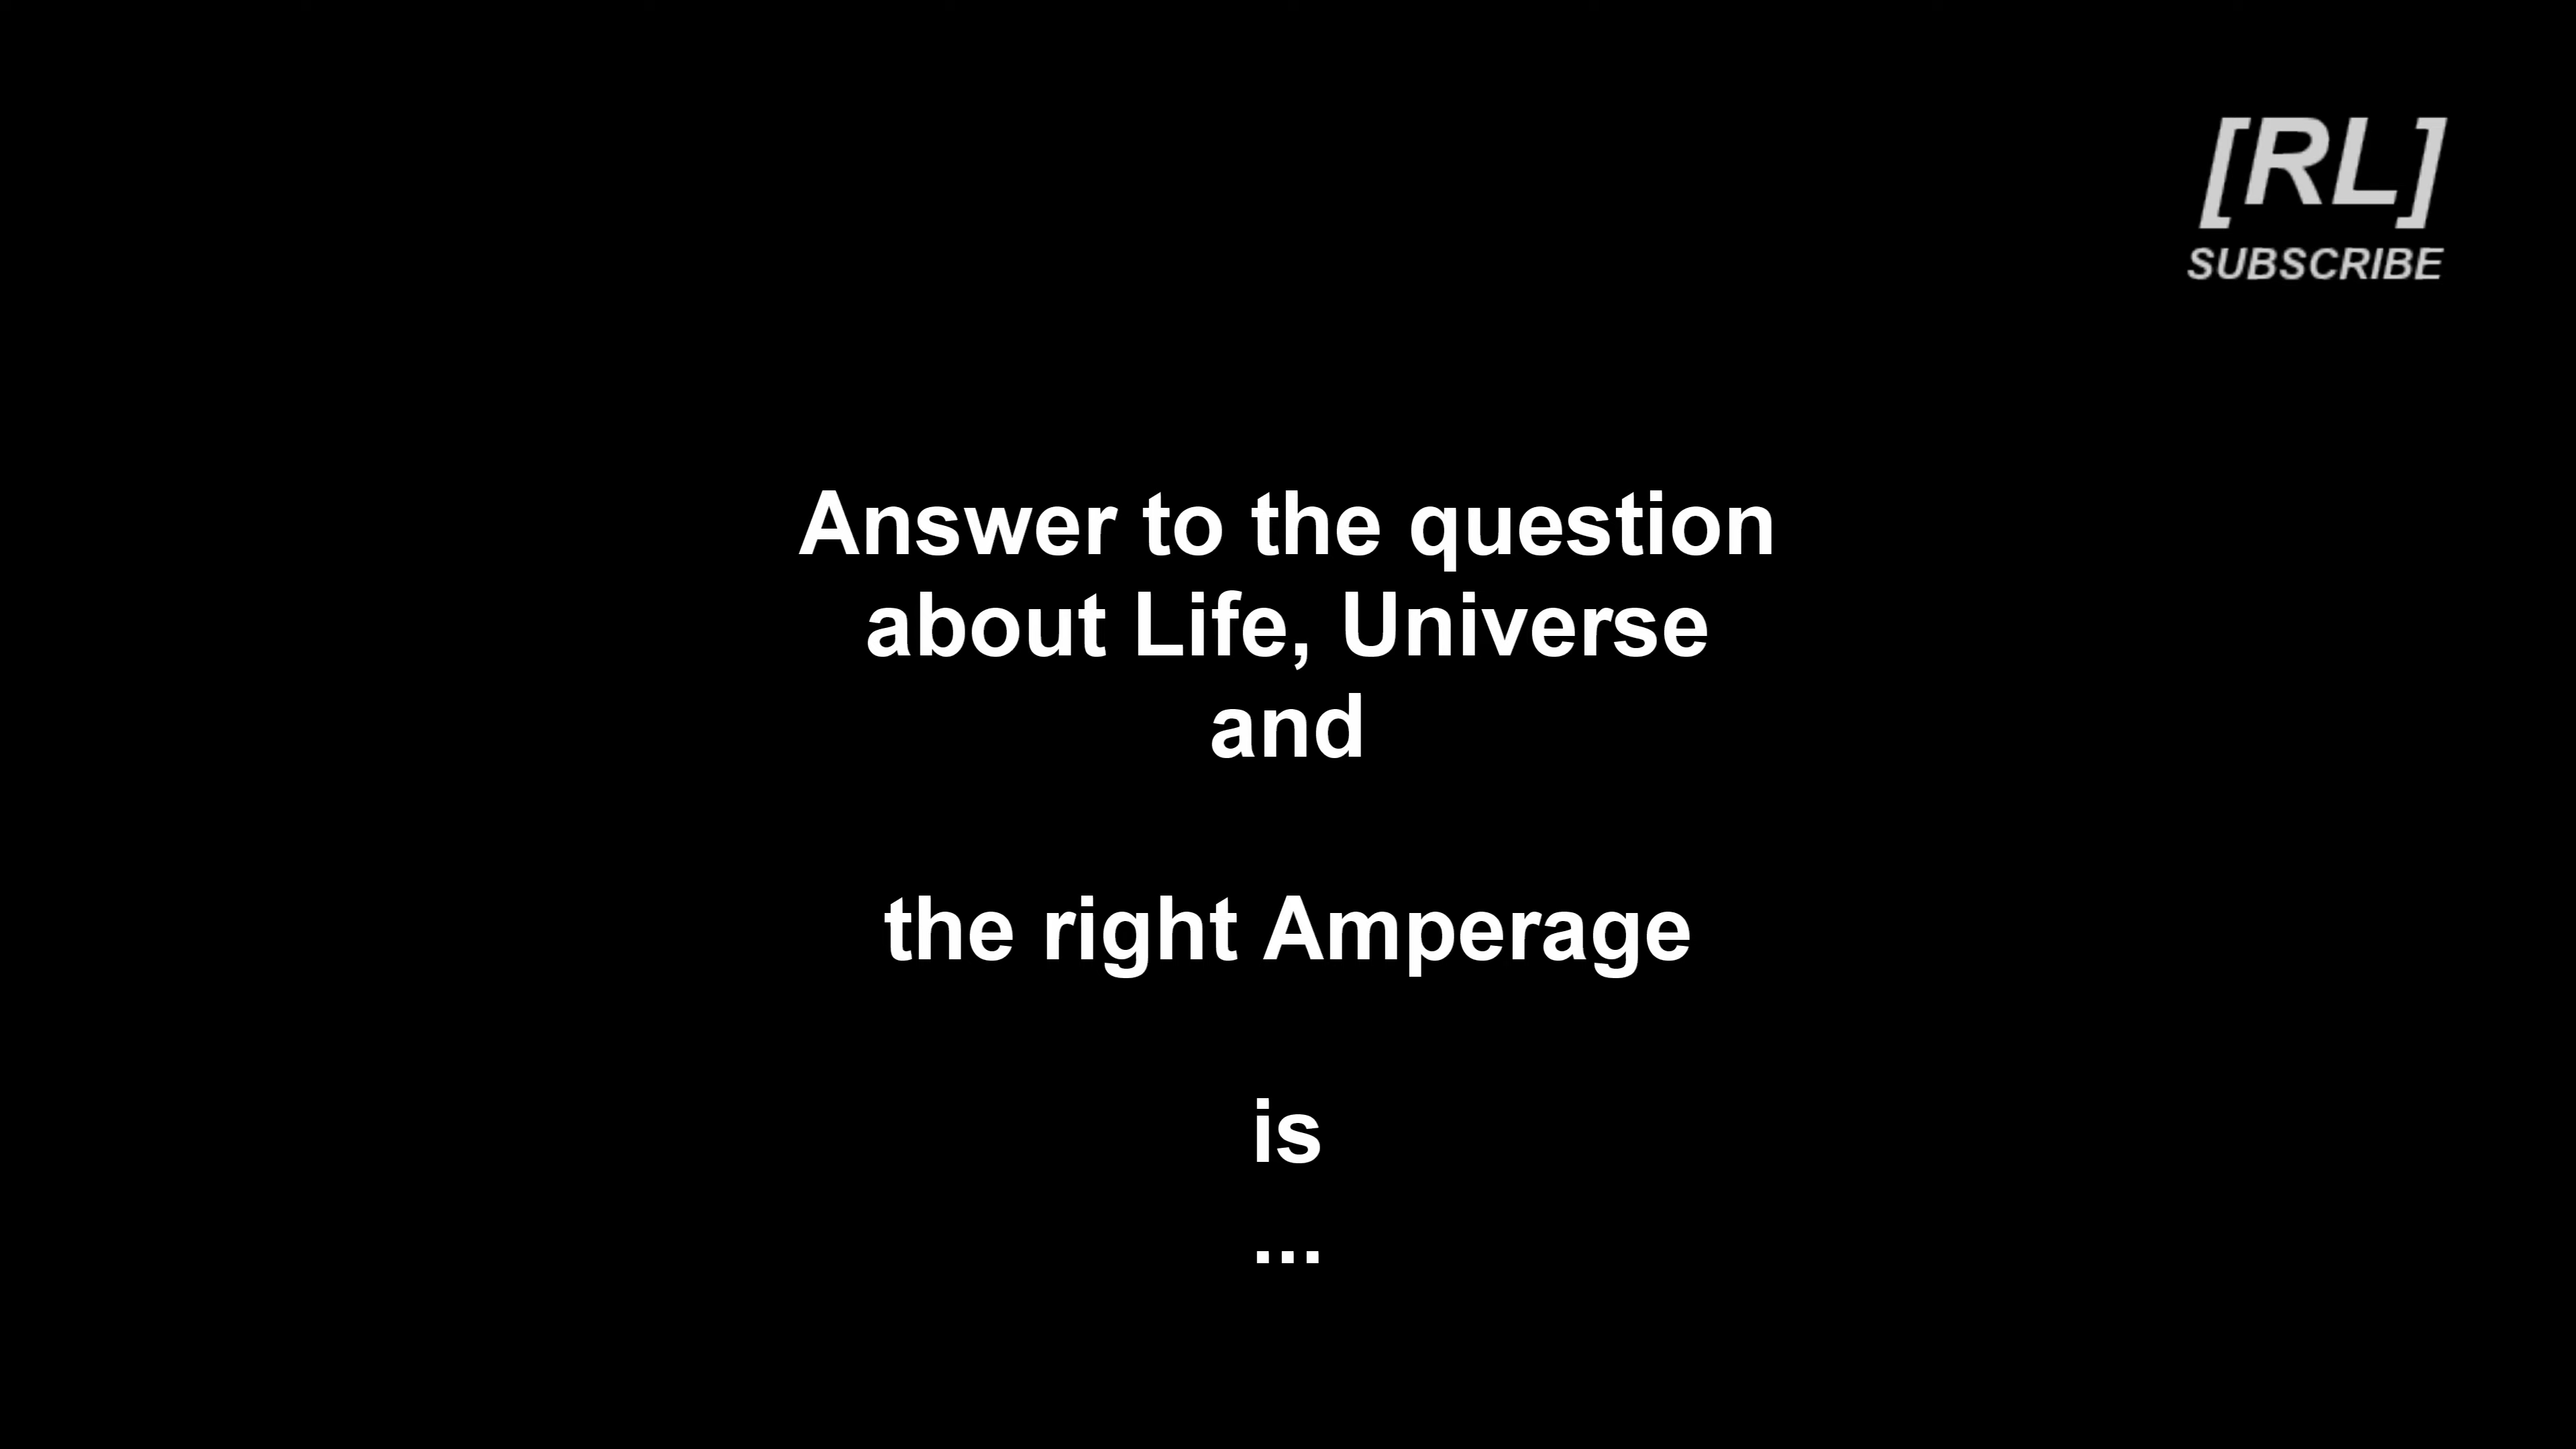 [RL]
SUBSCRIBE
Answer to the question
about Life, Universe
and
the right Amperage
is
...